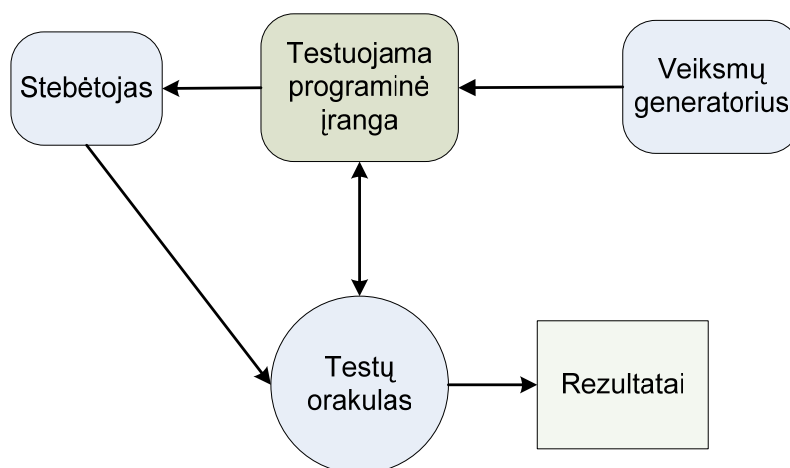 Stebėtojas
Testuojama
programinė
įranga
Veiksmų
generatorius
Testų
orakulas
Rezultatai